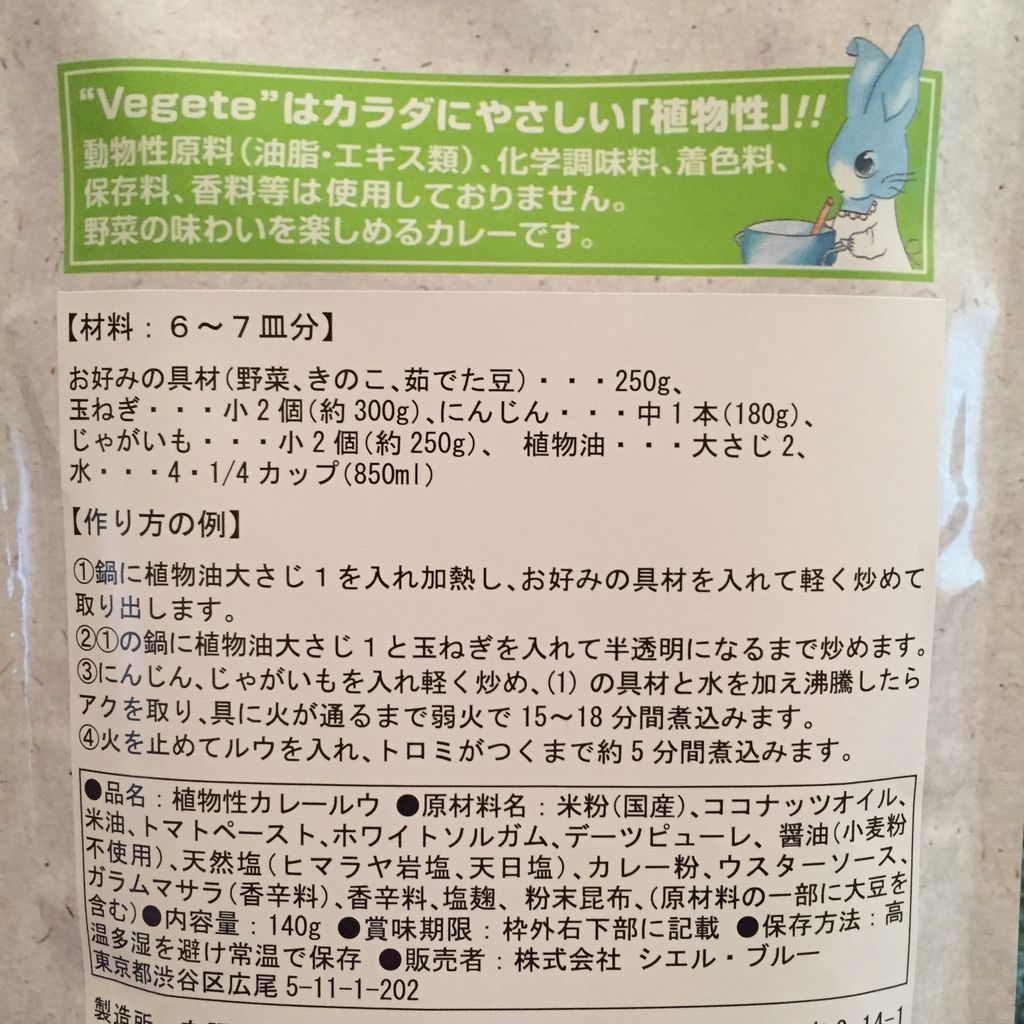 “Vegete”はカラダにやさしい「植物性」!!
動物性原料(油脂・エキス類)、化学調味料、着色料、
保存料、香料等は使用しておりません。
野菜の味わいを楽しめるカレーです。
【材料：６～７皿分】
お好みの具材(野菜、きのこ、茹でた豆)・・・250g、
玉ねぎ・・・小２個(約300g)、にんじん・・・中１本(180g)、
じゃがいも・・・小２個(約250g)、 植物油・・・大さじ2、
水・・・4・1/4カップ(850ml)
【作り方の例】
①鍋に植物油大さじ１を入れ加熱し、お好みの具材を入れて軽く炒めて
取り出します。
②①の鍋に植物油大さじ１と玉ねぎを入れて半透明になるまで炒めます。
③にんじん、じゃがいもを入れ軽く炒め、(1) の具材と水を加え沸騰したら
アクを取り、具に火が通るまで弱火で15～18分間煮込みます。
④火を止めてルウを入れ、トロミがつくまで約5分間煮込みます。
●品名：植物性カレールウ ●原材料名：米粉(国産)、ココナッツオイル、
米油、トマトペースト、ホワイトソルガム、デーツピューレ、醤油(小麦粉
不使用)、天然塩(ヒマラヤ岩塩、天日塩)、カレー粉、ウスターソース、
ガラムマサラ(香辛料)、香辛料、塩麹、粉末昆布、(原材料の一部に大豆を
含む)●内容量：140g ●賞味期限：枠外右下部に記載 ●保存方法：高
温多湿を避け常温で保存 ●販売者：株式会社 シエル・ブルー
東京都渋谷区広尾5-11-1-202
製造所
14-1